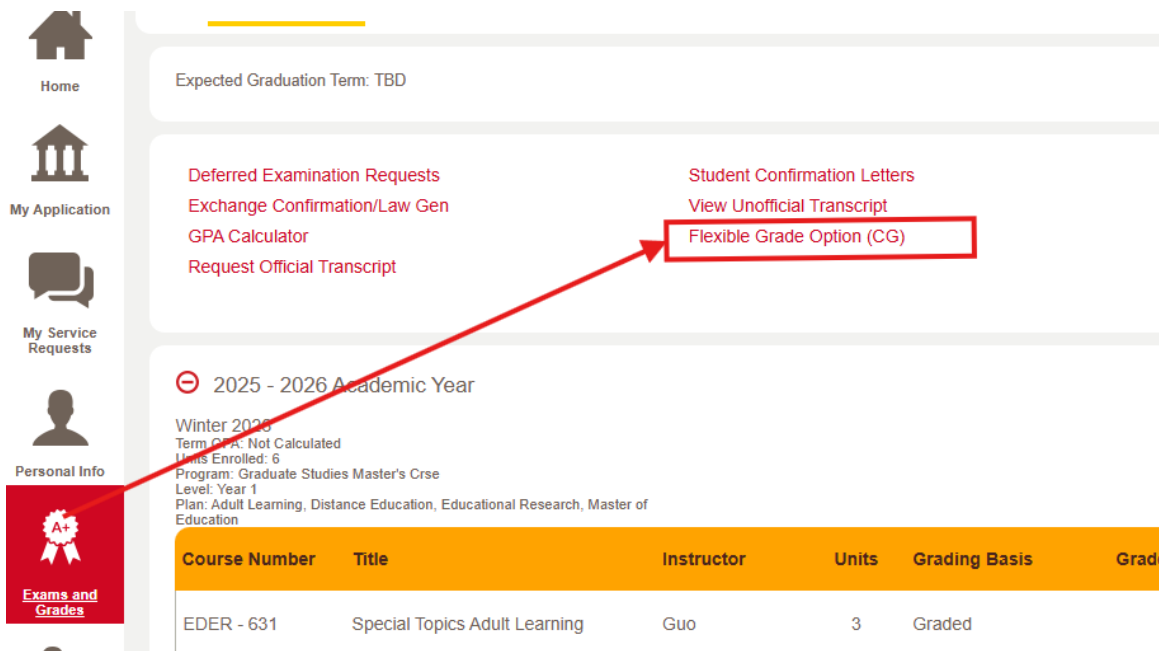 Home
My Application
My Service
Requests
Personal Info
A+
Exams and
Grades
Expected Graduation Term: TBD
Deferred Examination Requests
Exchange Confirmation/Law Gen
GPA Calculator
Request Official Transcript
Student Confirmation Letters
View Unofficial Transcript
Flexible Grade Option (CG)
2025 - 2026 Academic Year
Winter 2026
Term GPA: Not Calculated
Units Enrolled: 6
Program: Graduate Studies Master's Crse
Level: Year 1
Plan: Adult Learning, Distance Education, Educational Research, Master of
Education
Course Number Title Instructor Units Grading Basis Grade
EDER - 631 Special Topics Adult Learning Guo 3 Graded